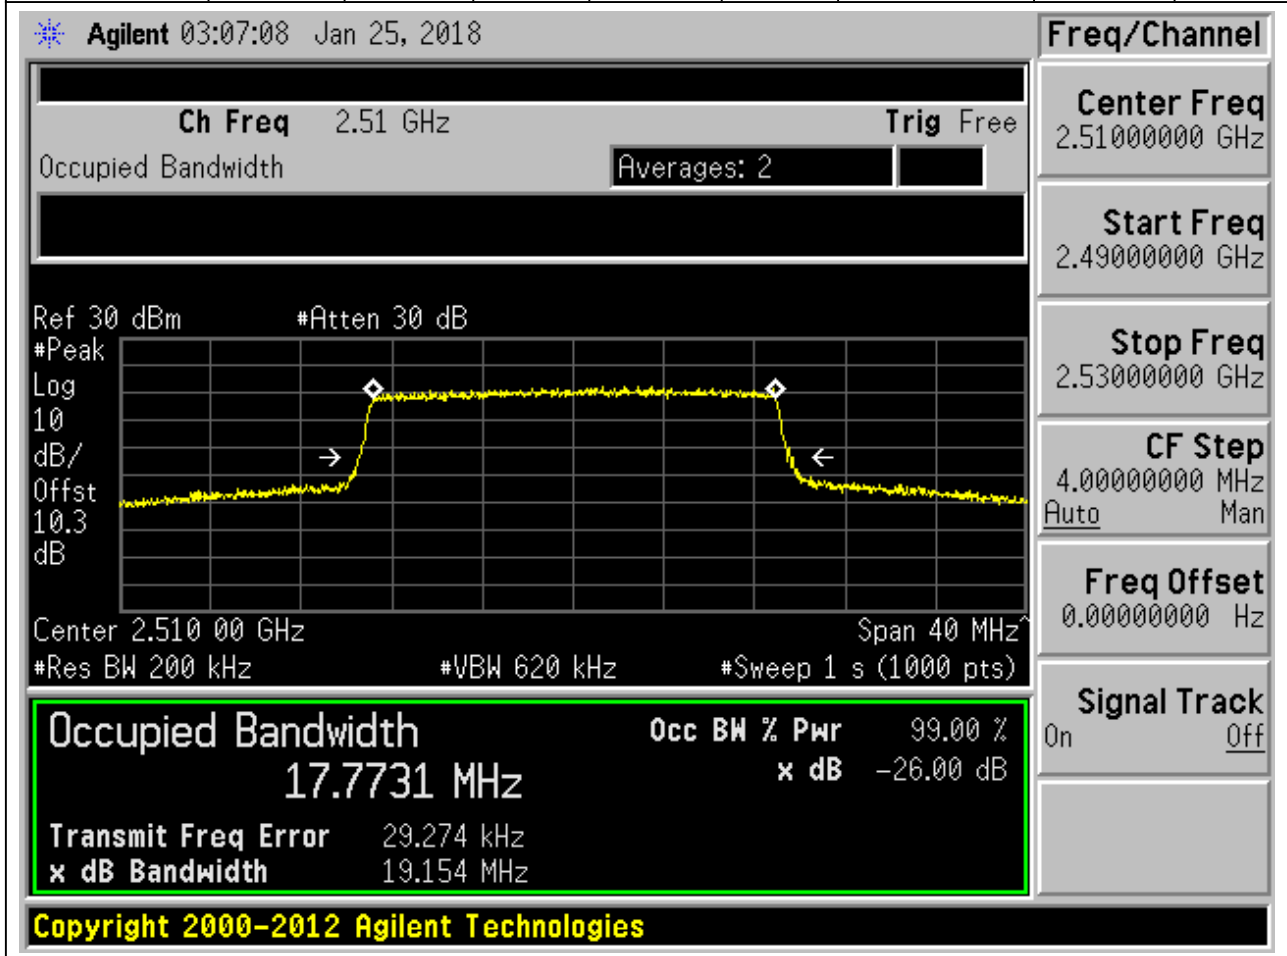 Agilent 03:07:08 Jan 25, 2018
Freq/Channel
Ch Freq 2.51 GHz Trig Free
Occupied Bandwidth Averages: 2
Center Freq
2.51000000 GHz
Start Freq
2.49000000 GHz
Stop Freq
2.53000000 GHz
CF Step
4.00000000 MHz
Auto Man
Freq Offset
0.00000000 Hz
Signal Track
On Off
Ref 30 dBm #Atten 30 dB
#Peak
Log
10
dB/
Offst
10.3
dB
Center 2.510 00 GHz Span 40 MHz^
#Res BW 200 kHz #VBW 620 kHz #Sweep 1 s (1000 pts)
Occupied Bandwidth Occ BW % Pwr 99.00 %
17.7731 MHz x dB -26.00 dB
Transmit Freq Error 29.274 kHz
x dB Bandwidth 19.154 MHz
Copyright 2000-2012 Agilent Technologies